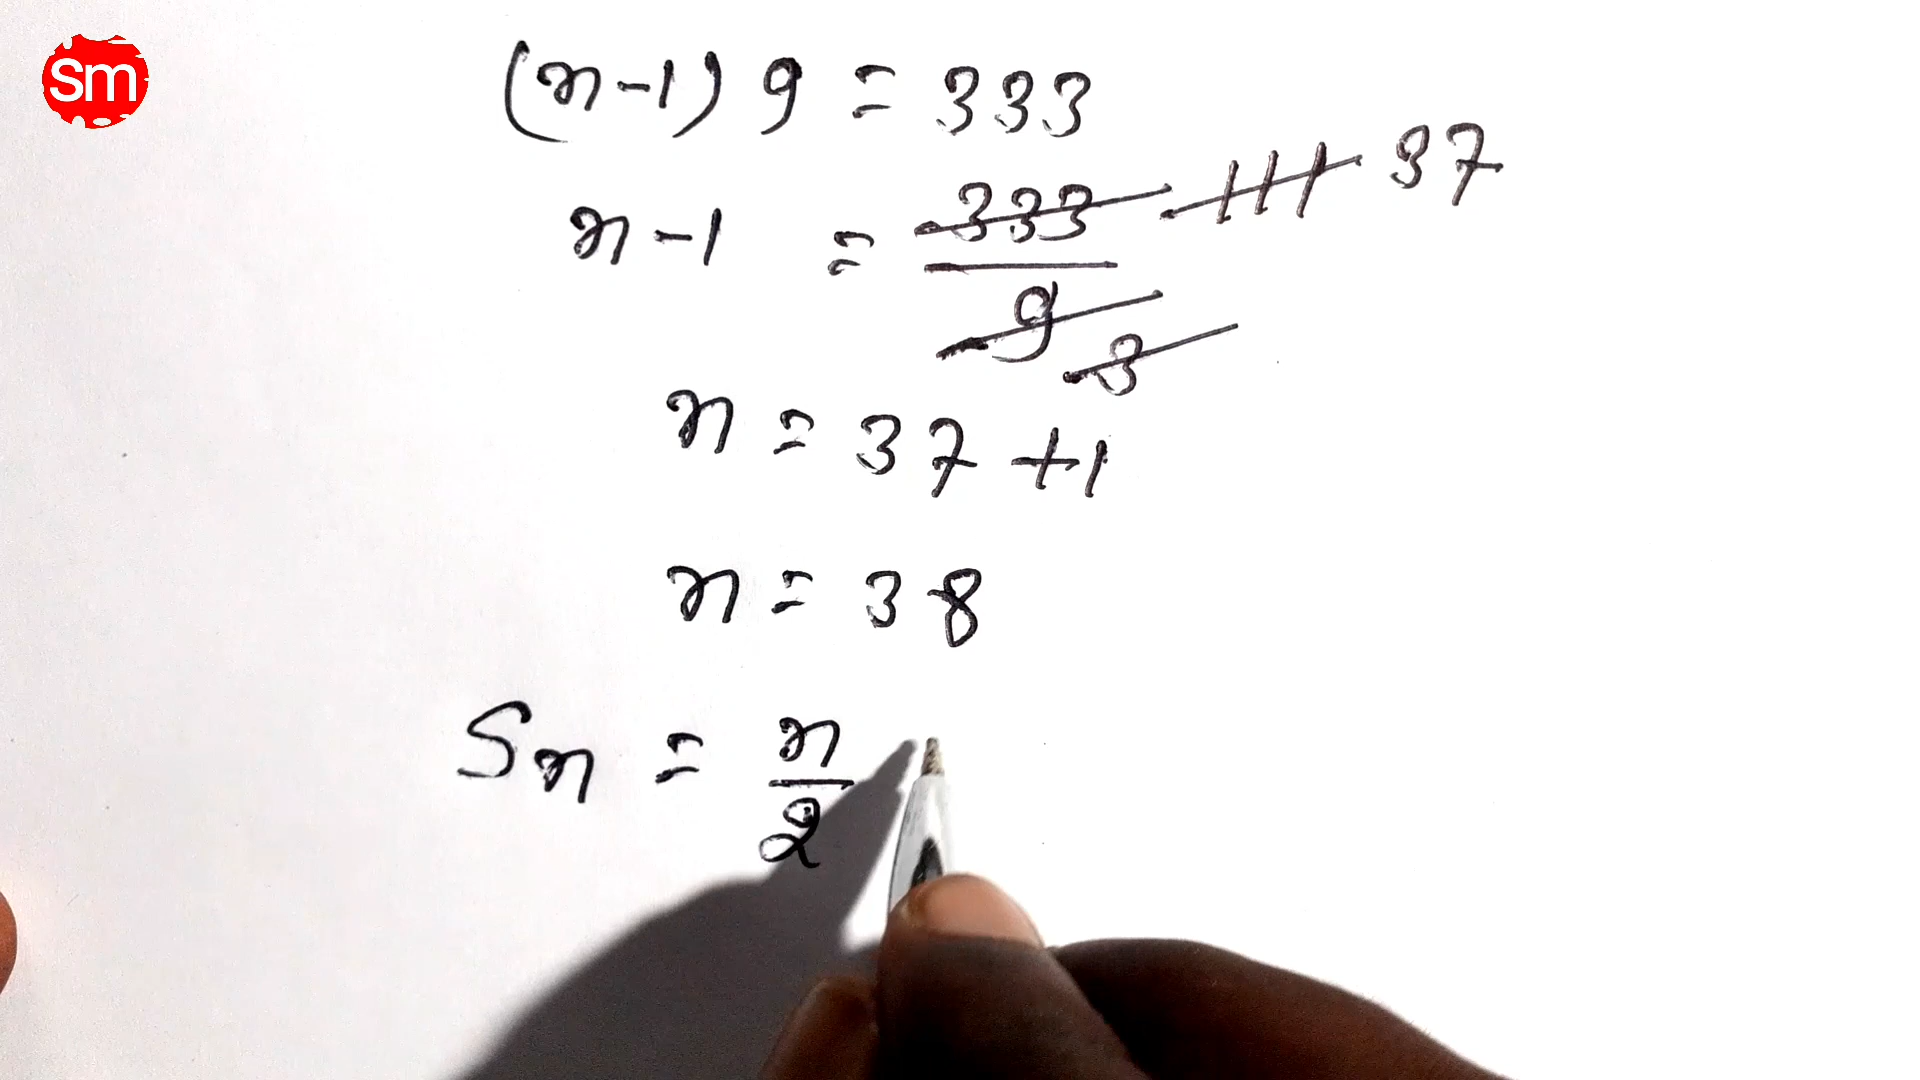 Sm
(n-1) 9 = 333
n-1 = 333/9 111/3 37
n = 37 +1
n = 38
Sn = n/2